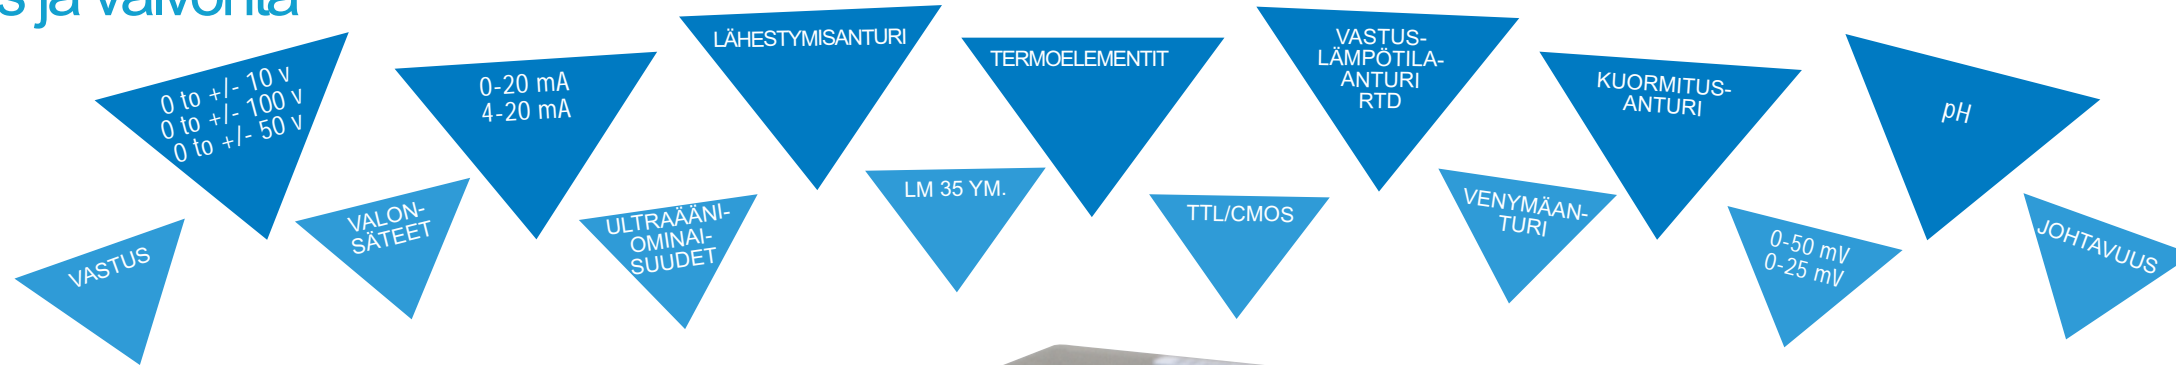 s ja valvonta
0 to +/- 10 v
0 to +/- 100 v
0 to +/- 50 v
0-20 mA
4-20 mA
LÄHESTYMISANTURI
TERMOELEMENTIT
VASTUS-
LÄMPÖTILA-
ANTURI
RTD
KUORMITUS-
ANTURI
pH
VASTUS
VALON-
SÄTEET
ULTRAÄÄNI-
OMINAI-
SUUDET
LM 35 YM.
TTL/CMOS
VENYMÄAN-
TURI
0-50 mV
0-25 mV
JOHTAVUUS